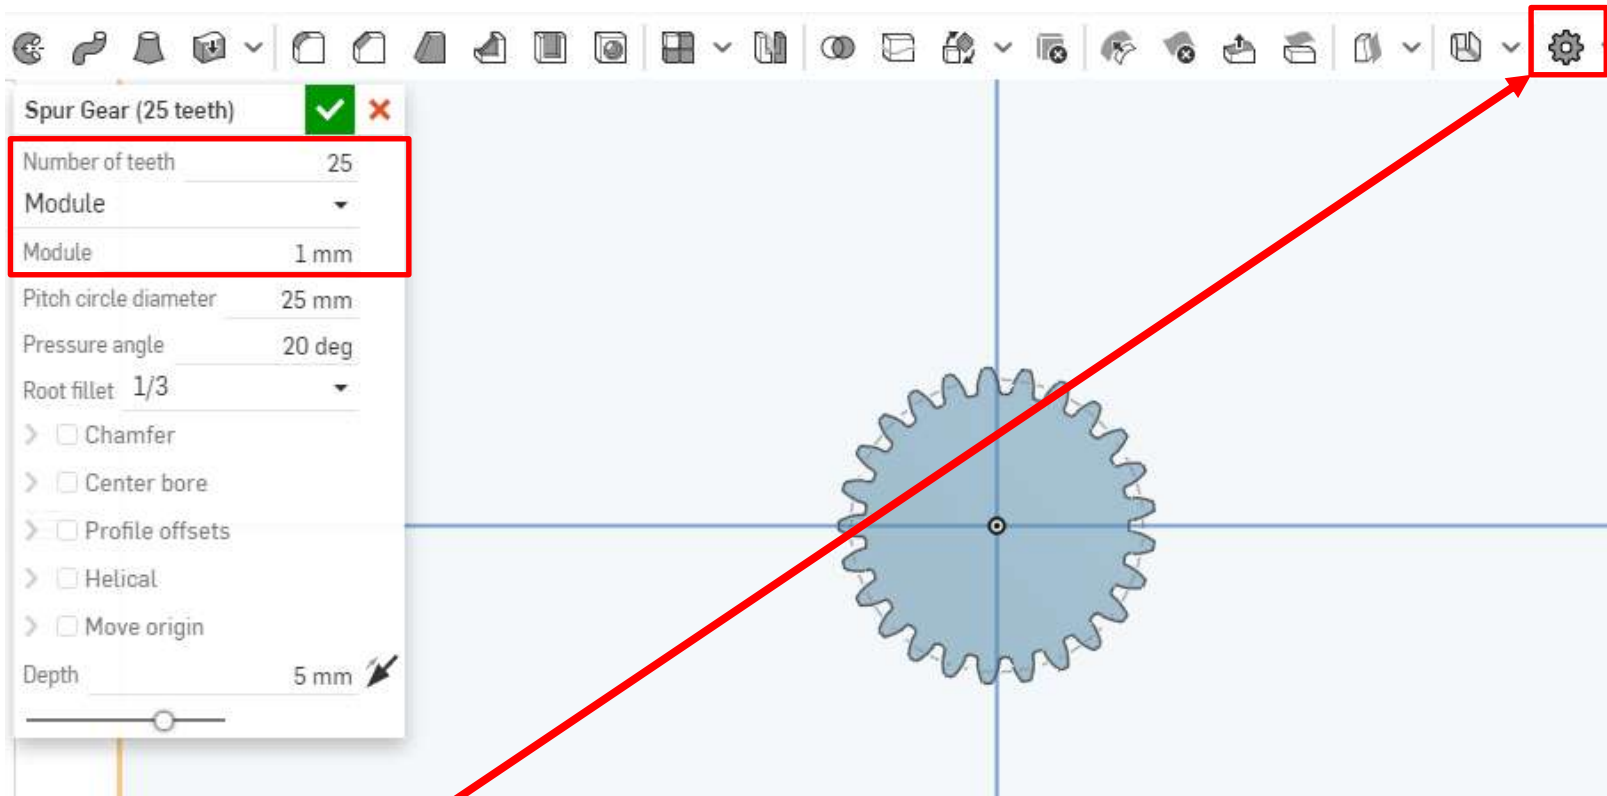 Spur Gear (25 teeth)
Number of teeth 25
Module
Module 1 mm
Pitch circle diameter 25 mm
Pressure angle 20 deg
Root fillet 1/3
Chamfer
Center bore
Profile offsets
Helical
Move origin
Depth 5 mm